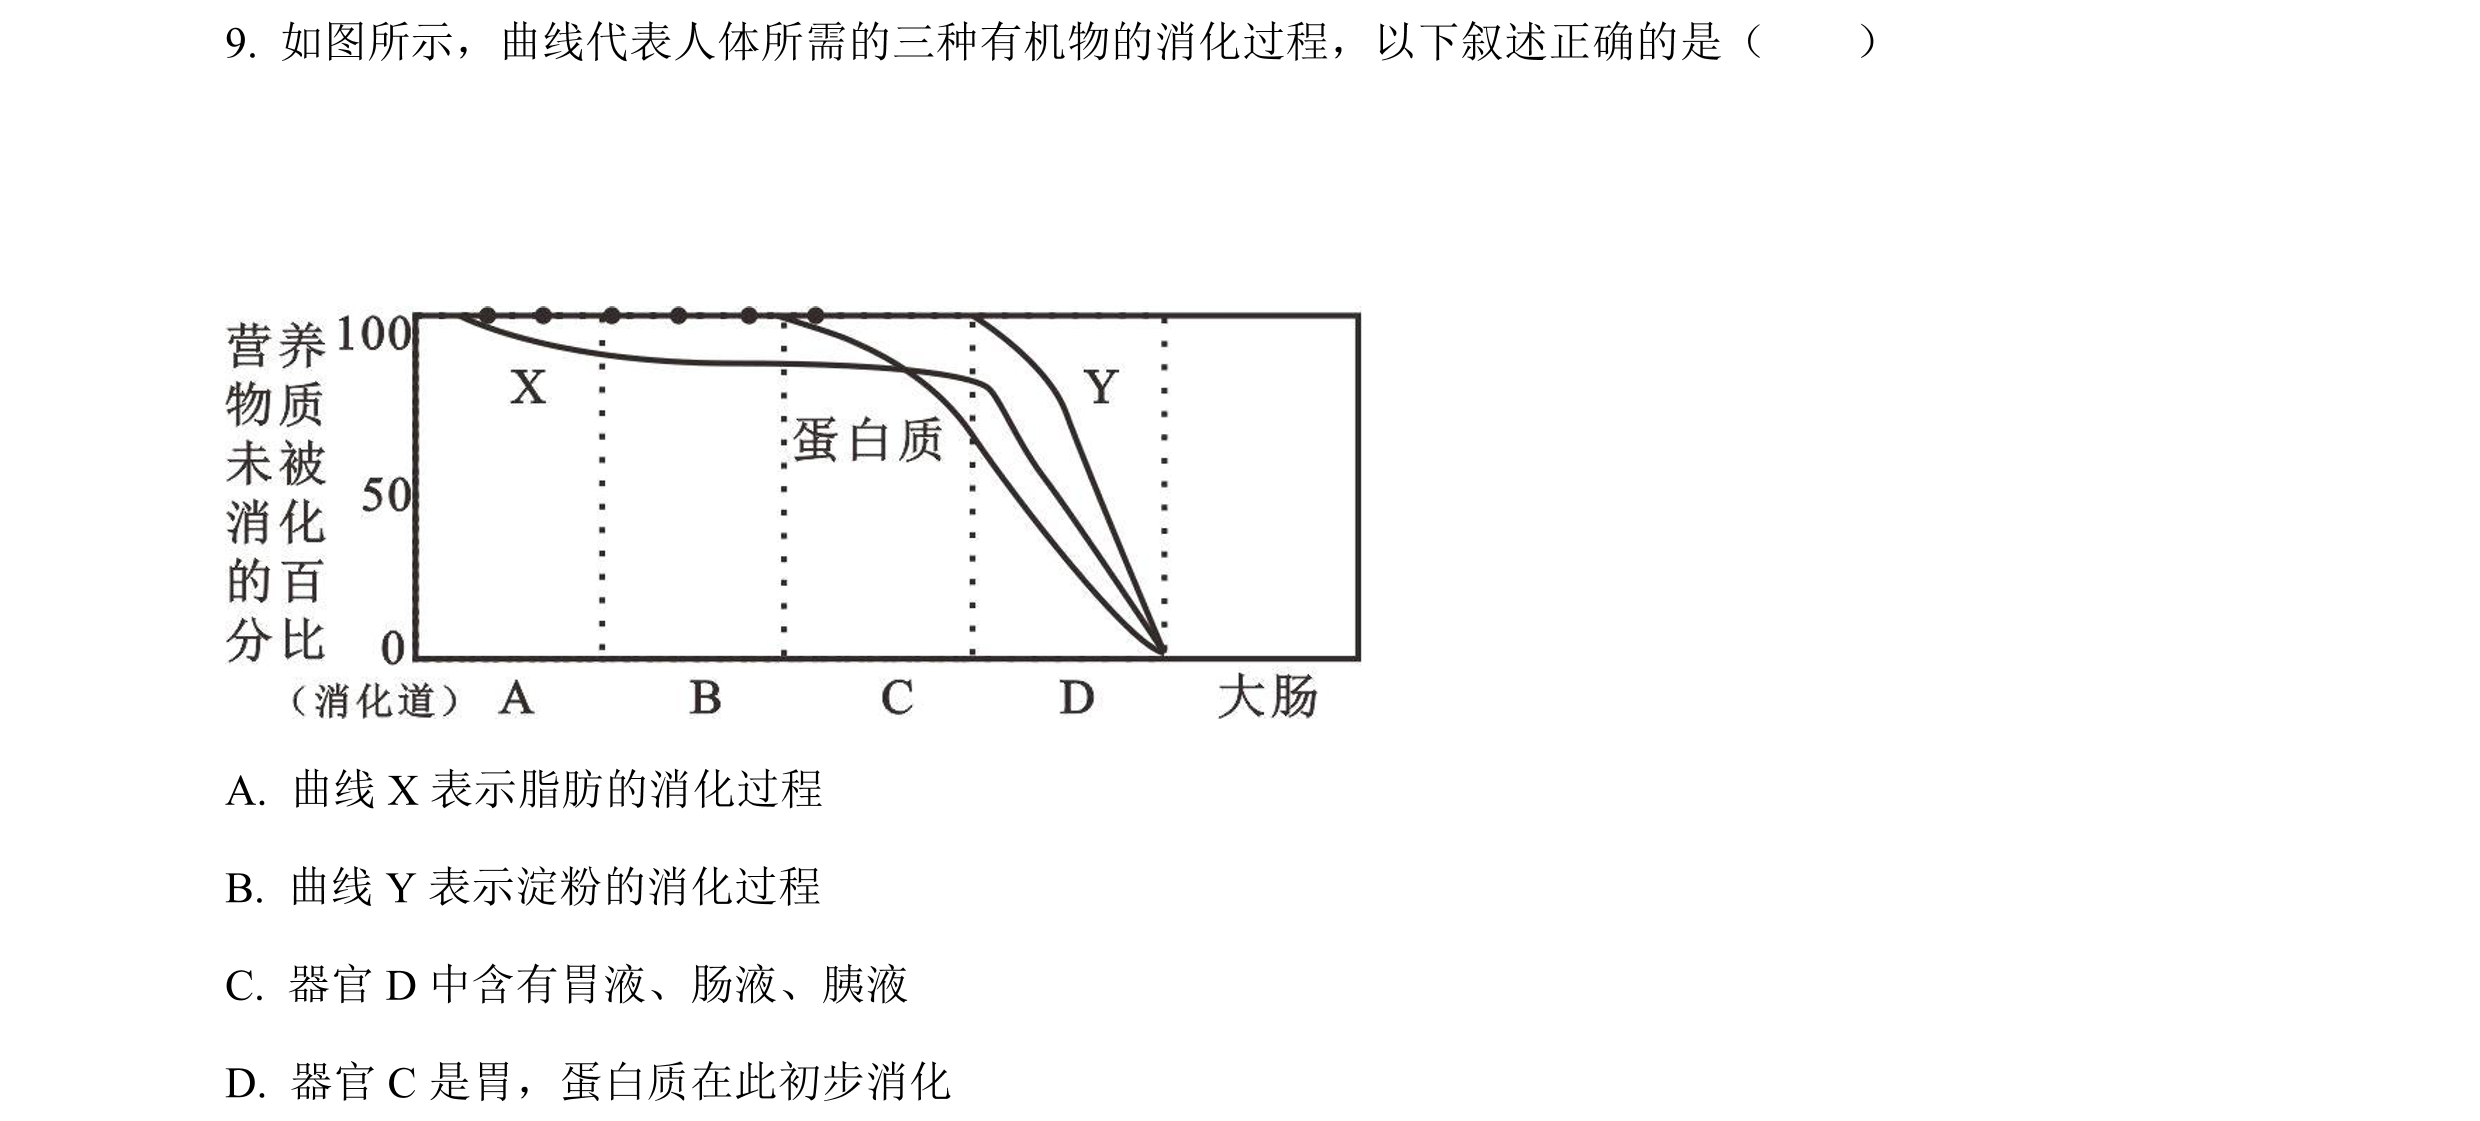 9. 如图所示，曲线代表人体所需的三种有机物的消化过程，以下叙述正确的是（　　）
营养
物质
未被
消化
的百
分比
100
50
0
X
蛋白质
Y
（消化道） A B C D 大肠
A. 曲线 X 表示脂肪的消化过程
B. 曲线 Y 表示淀粉的消化过程
C. 器官 D 中含有胃液、肠液、胰液
D. 器官 C 是胃，蛋白质在此初步消化